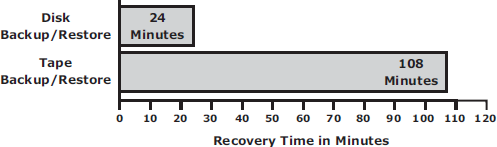 Disk
Backup/Restore
24
Minutes
Tape
Backup/Restore
108
Minutes
0 10 20 30 40 50 60 70 80 90 100 110 120
Recovery Time in Minutes